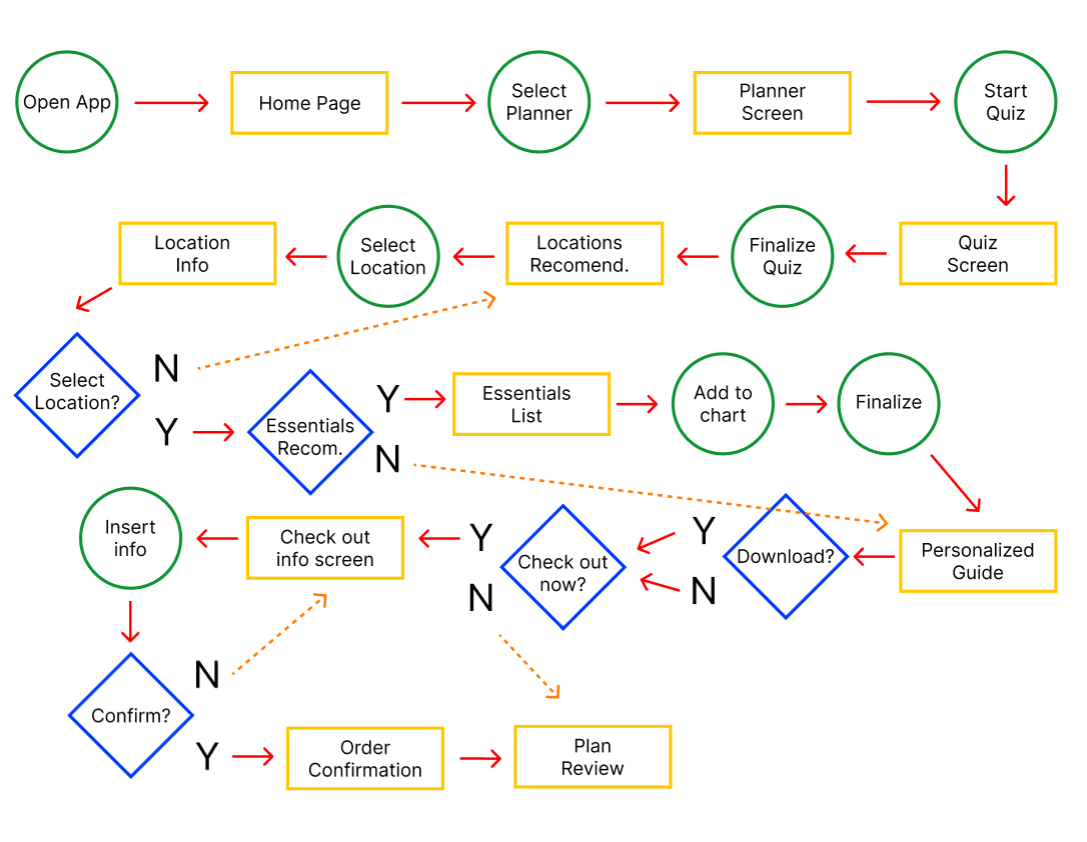 Open App
Home Page
Select
Planner
Planner
Screen
Start
Quiz
Location
Info
Select
Location
Locations
Recomend.
Finalize
Quiz
Quiz
Screen
Select
Location?
N
Y
Essentials
Recom.
Y
N
Essentials
List
Add to
chart
Finalize
Insert
info
Check out
info screen
Y
N
Check out
now?
Y
N
Download?
Personalized
Guide
Confirm?
N
Y
Order
Confirmation
Plan
Review